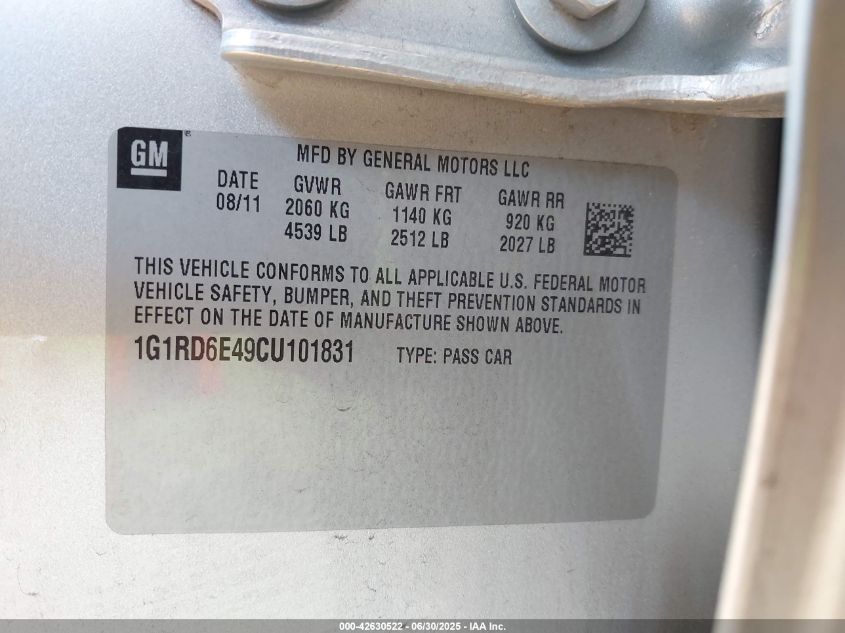 GM®
MFD BY GENERAL MOTORS LLC
DATE GVWR GAWR FRT GAWR RR
08/11 2060 KG 1140 KG 920 KG
4539 LB 2512 LB 2027 LB
THIS VEHICLE CONFORMS TO ALL APPLICABLE U.S. FEDERAL MOTOR
VEHICLE SAFETY, BUMPER, AND THEFT PREVENTION STANDARDS IN
EFFECT ON THE DATE OF MANUFACTURE SHOWN ABOVE.
1G1RD6E49CU101831 TYPE: PASS CAR
000-42630522 - 06/30/2025 - IAA Inc.